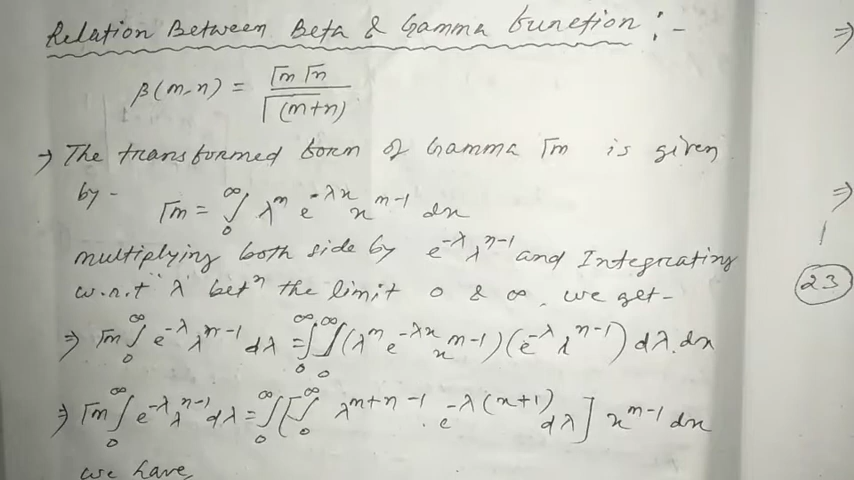 Relation Between Beta & Gamma function :-
β(m,n) = Γm Γn / Γ(m+n)
→ The transformed form of Gamma Γm is given
by - Γm = ∫₀^∞ λ^m e^-λx x^m-1 dx
multiplying both side by e^-λ λ^n-1 and Integrating
w.r.t "λ" betⁿ the limit 0 & ∞, we get-
⇒ Γm ∫₀^∞ e^-λ λ^n-1 dλ = ∫₀^∞ ∫₀^∞ (λ^m e^-λx x^m-1) (e^-λ λ^n-1) dλ.dx
⇒ Γm ∫₀^∞ e^-λ λ^n-1 dλ = ∫₀^∞ [∫₀^∞ λ^m+n-1 . e^-λ(x+1) dλ] x^m-1 dx
we have,
⇒
⇒
23